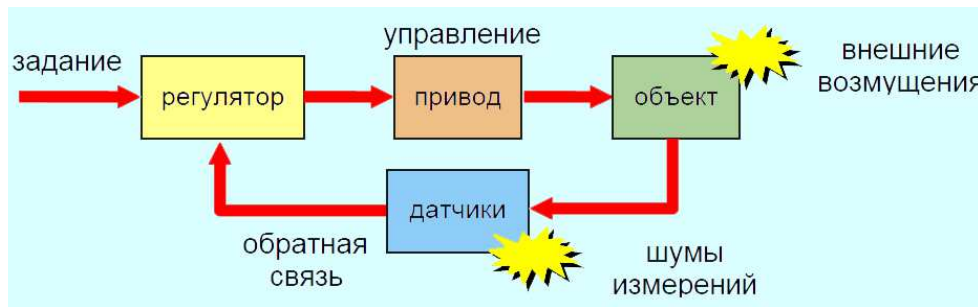 задание
управление
внешние
возмущения
регулятор
привод
объект
датчики
обратная
связь
шумы
измерений